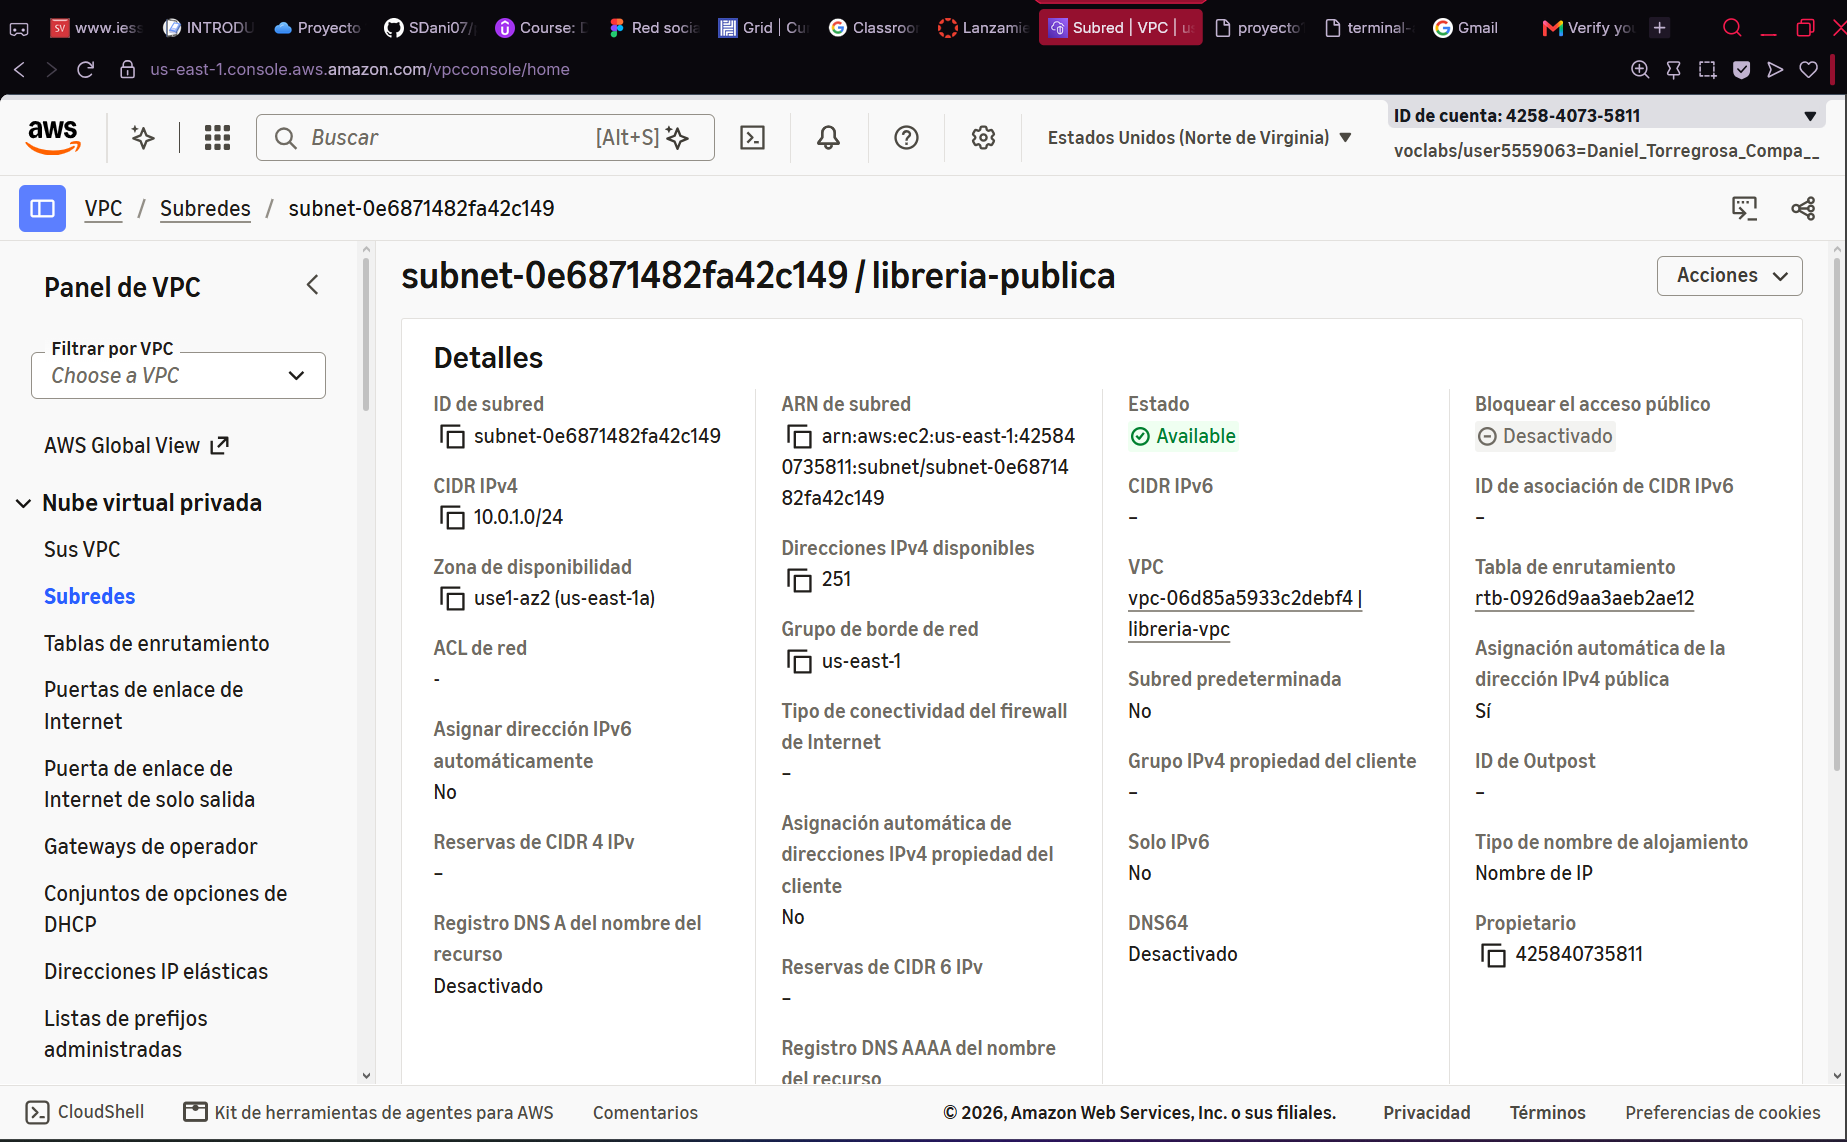 www.iess
INTRODU
Proyecto
SDani07/
Course: D
Red socia
Grid | Cu
Classroo
Lanzamie
Subred | VPC | us
proyecto1
terminal-
Gmail
Verify you
us-east-1.console.aws.amazon.com/vpcconsole/home
aws
Buscar
[Alt+S]
Estados Unidos (Norte de Virginia)
ID de cuenta: 4258-4073-5811
voclabs/user5559063=Daniel_Torregrosa_Compa__
VPC / Subredes / subnet-0e6871482fa42c149
Panel de VPC
Filtrar por VPC
Choose a VPC
AWS Global View
Nube virtual privada
Sus VPC
Subredes
Tablas de enrutamiento
Puertas de enlace de
Internet
Puerta de enlace de
Internet de solo salida
Gateways de operador
Conjuntos de opciones de
DHCP
Direcciones IP elásticas
Listas de prefijos
administradas
subnet-0e6871482fa42c149 / libreria-publica
Acciones
Detalles
ID de subred
subnet-0e6871482fa42c149
CIDR IPv4
10.0.1.0/24
Zona de disponibilidad
use1-az2 (us-east-1a)
ACL de red
-
Asignar dirección IPv6
automáticamente
No
Reservas de CIDR 4 IPv
–
Registro DNS A del nombre del
recurso
Desactivado
ARN de subred
arn:aws:ec2:us-east-1:42584
0735811:subnet/subnet-0e68714
82fa42c149
Direcciones IPv4 disponibles
251
Grupo de borde de red
us-east-1
Tipo de conectividad del firewall
de Internet
–
Asignación automática de
direcciones IPv4 propiedad del
cliente
No
Reservas de CIDR 6 IPv
–
Registro DNS AAAA del nombre
del recurso
Estado
Available
CIDR IPv6
–
VPC
vpc-06d85a5933c2debf4 |
libreria-vpc
Subred predeterminada
No
Grupo IPv4 propiedad del cliente
–
Solo IPv6
No
DNS64
Desactivado
Bloquear el acceso público
Desactivado
ID de asociación de CIDR IPv6
–
Tabla de enrutamiento
rtb-0926d9aa3aeb2ae12
Asignación automática de la
dirección IPv4 pública
Sí
ID de Outpost
–
Tipo de nombre de alojamiento
Nombre de IP
Propietario
425840735811
CloudShell
Kit de herramientas de agentes para AWS
Comentarios
© 2026, Amazon Web Services, Inc. o sus filiales.
Privacidad
Términos
Preferencias de cookies